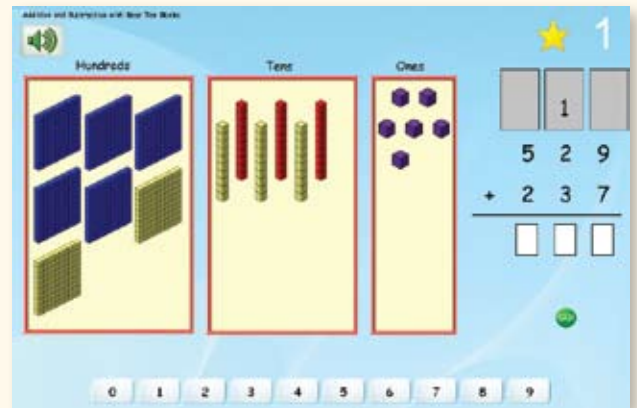 Addition and Subtraction with Base Ten Blocks
1
Hundreds
Tens
Ones
1
5 2 9
+ 2 3 7
0 1 2 3 4 5 6 7 8 9